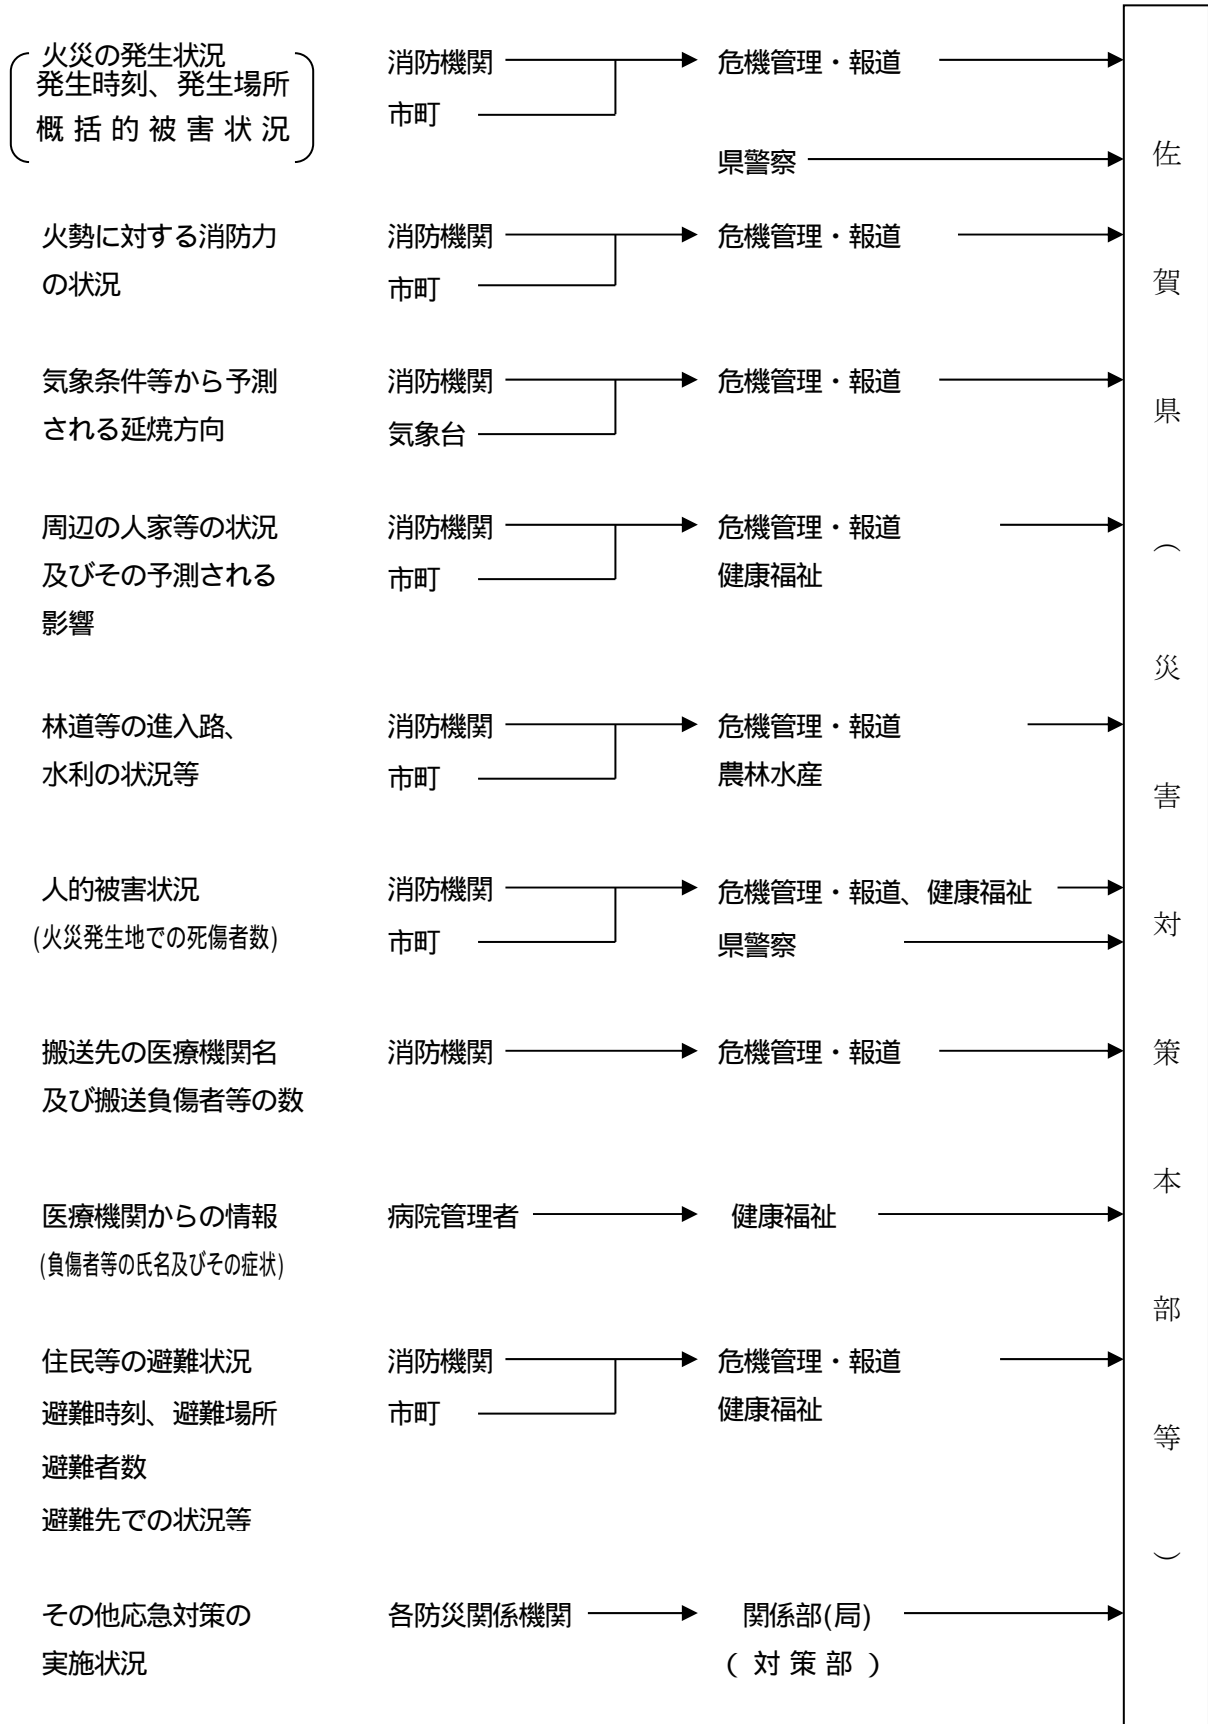 火災の発生状況
発生時刻、発生場所
概括的被害状況
消防機関
市町
危機管理・報道
県警察
火勢に対する消防力
の状況
消防機関
市町
危機管理・報道
気象条件等から予測
される延焼方向
消防機関
気象台
危機管理・報道
周辺の人家等の状況
及びその予測される
影響
消防機関
市町
危機管理・報道
健康福祉
林道等の進入路、
水利の状況等
消防機関
市町
危機管理・報道
農林水産
人的被害状況
(火災発生地での死傷者数)
消防機関
市町
危機管理・報道、健康福祉
県警察
搬送先の医療機関名
及び搬送負傷者等の数
消防機関
危機管理・報道
医療機関からの情報
(負傷者等の氏名及びその症状)
病院管理者
健康福祉
住民等の避難状況
避難時刻、避難場所
避難者数
避難先での状況等
消防機関
市町
危機管理・報道
健康福祉
その他応急対策の
実施状況
各防災関係機関
関係部(局)
(対策部)
佐賀県(災害対策本部等)